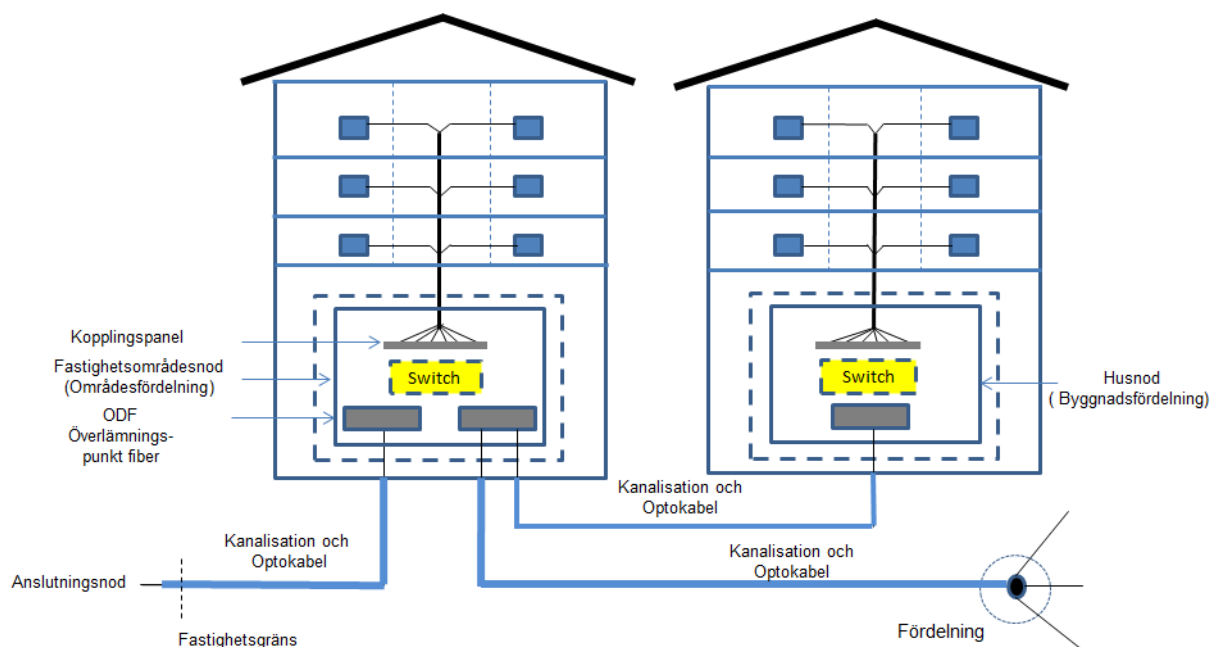 Kopplingspanel
Fastighetsområdesnod
(Områdesfördelning)
ODF
Överlämnings-
punkt fiber
Switch
Switch
Husnod
( Byggnadsfördelning)
Kanalisation och
Optokabel
Kanalisation och
Optokabel
Kanalisation och
Optokabel
Anslutningsnod
Fastighetsgräns
Fördelning